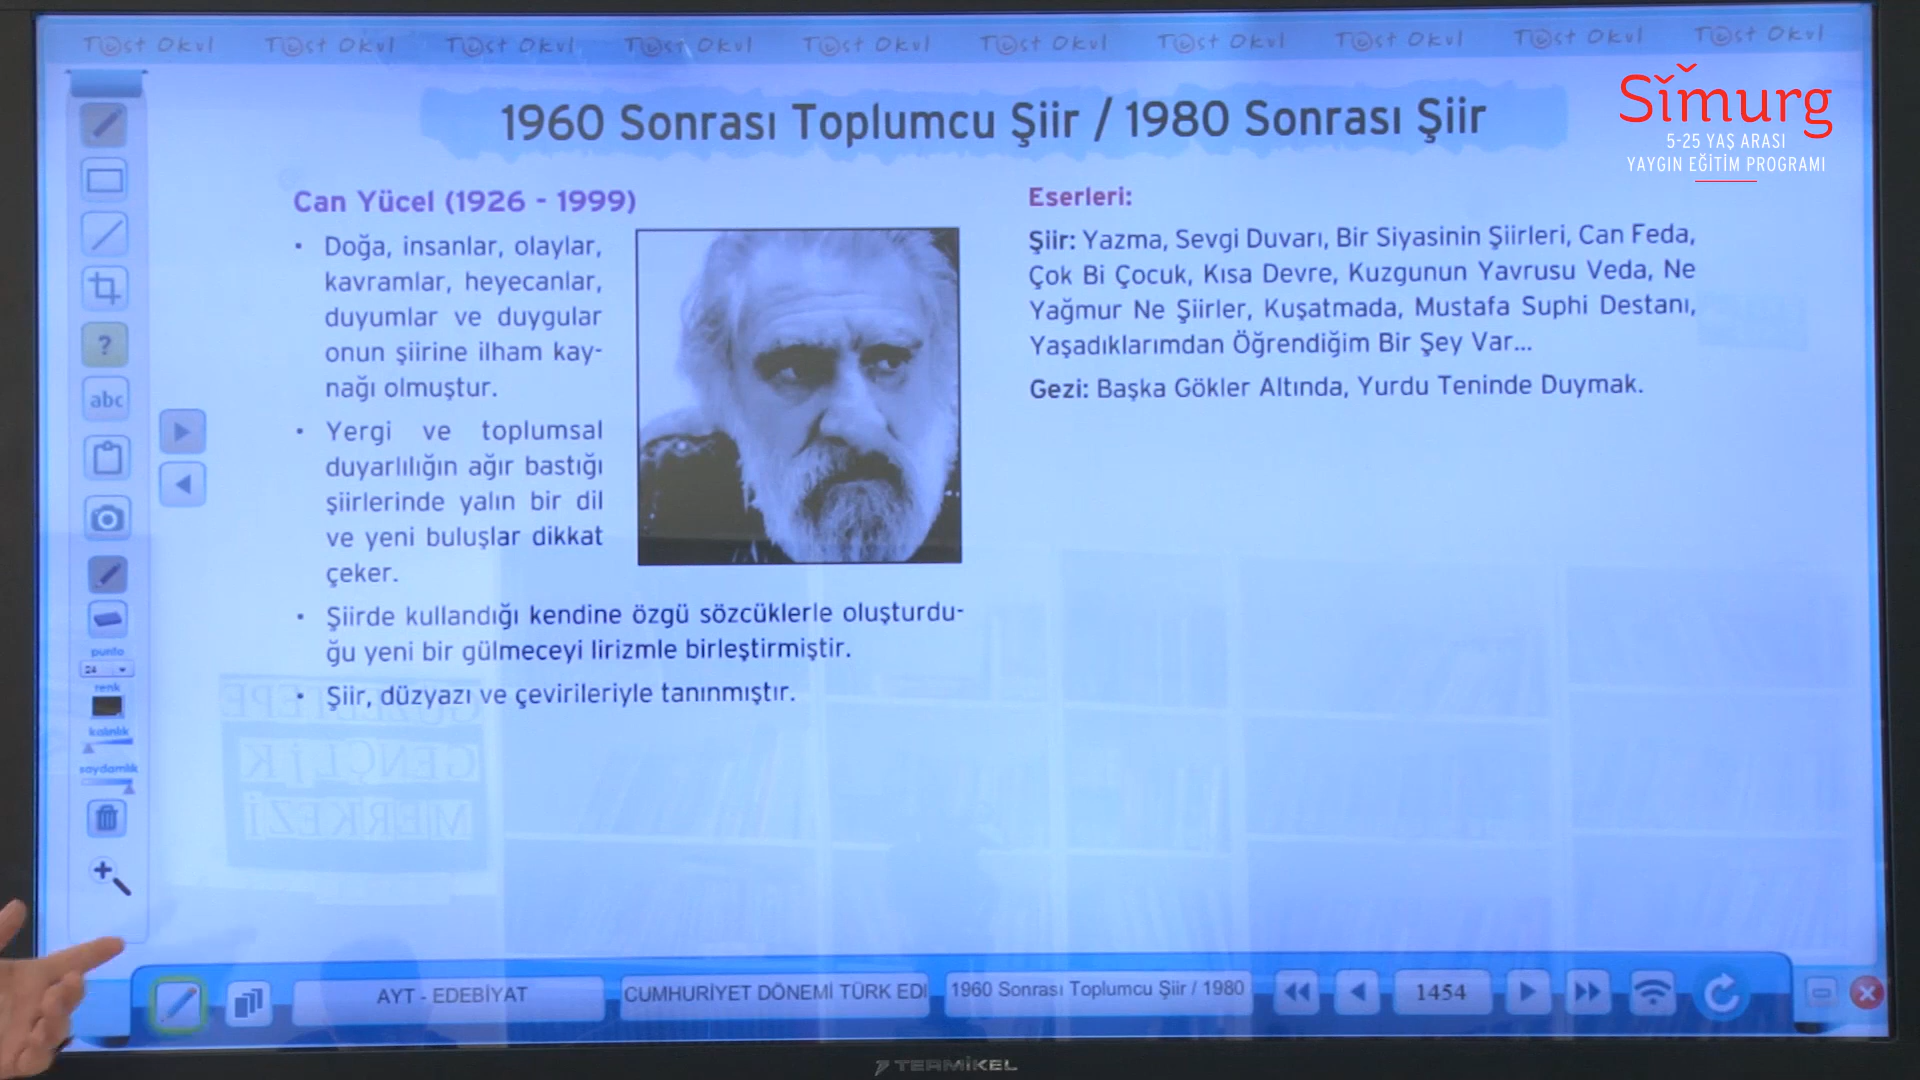 Test Okul Test Okul Test Okul Test Okul Test Okul Test Okul Test Okul Test Okul Test Okul Test Okul
Simurg
5-25 YAŞ ARASI
YAYGIN EĞİTİM PROGRAMI
1960 Sonrası Toplumcu Şiir / 1980 Sonrası Şiir
Can Yücel (1926 - 1999)
• Doğa, insanlar, olaylar,
kavramlar, heyecanlar,
duyumlar ve duygular
onun şiirine ilham kay-
nağı olmuştur.
• Yergi ve toplumsal
duyarlılığın ağır bastığı
şiirlerinde yalın bir dil
ve yeni buluşlar dikkat
çeker.
• Şiirde kullandığı kendine özgü sözcüklerle oluşturdu-
ğu yeni bir gülmeceyi lirizmle birleştirmiştir.
• Şiir, düzyazı ve çevirileriyle tanınmıştır.
Eserleri:
Şiir: Yazma, Sevgi Duvarı, Bir Siyasinin Şiirleri, Can Feda,
Çok Bi Çocuk, Kısa Devre, Kuzgunun Yavrusu Veda, Ne
Yağmur Ne Şiirler, Kuşatmada, Mustafa Suphi Destanı,
Yaşadıklarımdan Öğrendiğim Bir Şey Var...
Gezi: Başka Gökler Altında, Yurdu Teninde Duymak.
?
abc
punto
24
renk
kalınlık
saydamlık
GÜZELTEPE
GENÇLİK
MERKEZİ
AYT - EDEBİYAT
CUMHURİYET DÖNEMİ TÜRK EDİ
1960 Sonrası Toplumcu Şiir / 1980
1454
TERMİKEL